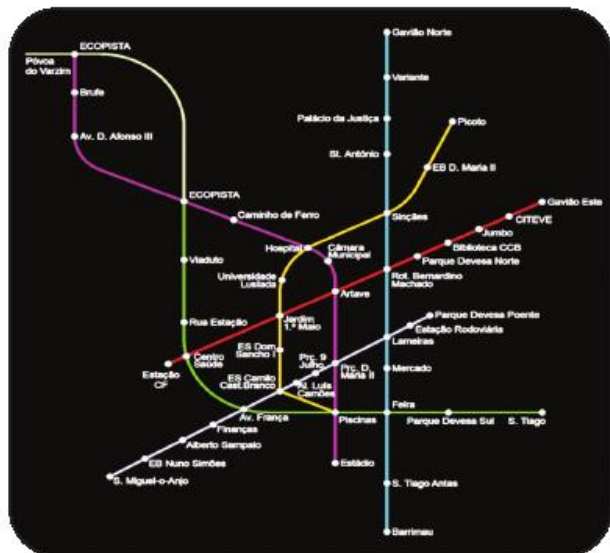 ECOPISTA
Póvoa
do Varzim
Brufe
Av. D. Afonso III
ECOPISTA
Caminho de Ferro
Viaduto
Rua Estação
Centro
Saúde
Estação
CF
Hospital
Câmara
Municipal
Universidade
Lusíada
Jardim
1.º Maio
ES Dom
Sancho I
ES Camilo
Cast.Branco
Prç. 9
Julho
Al. Luís
Camões
Prç. D.
Maria II
Artave
Av. França
Finanças
Alberto Sampaio
EB Nuno Simões
S. Miguel-o-Anjo
Piscinas
Estádio
Gavião Norte
Variante
Palácio da Justiça
St. António
Picoto
EB D. Maria II
Sinçães
Gavião Este
CITEVE
Jumbo
Biblioteca CCB
Parque Devesa Norte
Rot. Bernardino
Machado
Parque Devesa Poente
Estação Rodoviária
Lameiras
Mercado
Feira
Parque Devesa Sul
S. Tiago
S. Tiago Antas
Barrimau